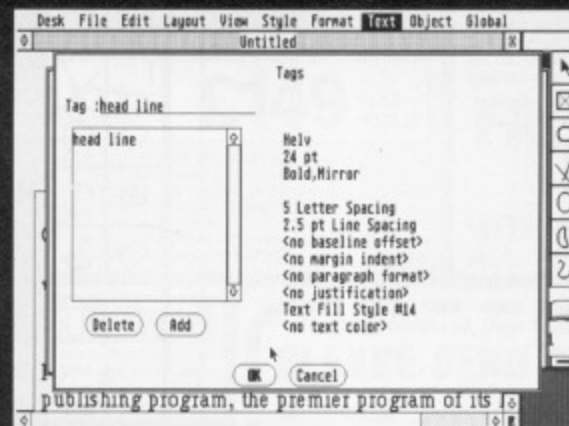 Desk File Edit Layout View Style Format Text Object Global
Untitled
Tags
Tag :head line
head line
Helv
24 pt
Bold,Mirror
5 Letter Spacing
2.5 pt Line Spacing
<no baseline offset>
<no margin indent>
<no paragraph format>
<no justification>
Text Fill Style #14
<no text color>
Delete Add
OK Cancel
publishing program, the premier program of its